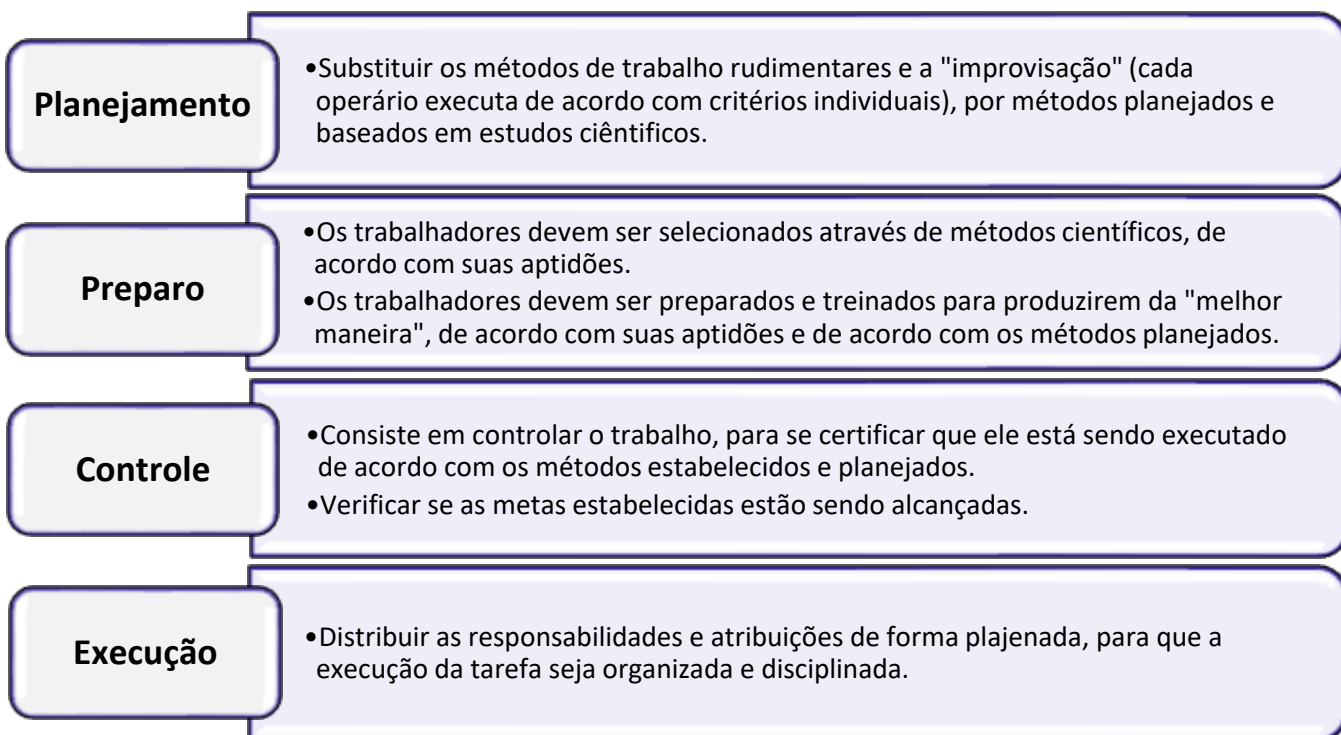 Planejamento
•Substituir os métodos de trabalho rudimentares e a "improvisação" (cada
operário executa de acordo com critérios individuais), por métodos planejados e
baseados em estudos ciêntificos.
Preparo
•Os trabalhadores devem ser selecionados através de métodos científicos, de
acordo com suas aptidões.
•Os trabalhadores devem ser preparados e treinados para produzirem da "melhor
maneira", de acordo com suas aptidões e de acordo com os métodos planejados.
Controle
•Consiste em controlar o trabalho, para se certificar que ele está sendo executado
de acordo com os métodos estabelecidos e planejados.
•Verificar se as metas estabelecidas estão sendo alcançadas.
Execução
•Distribuir as responsabilidades e atribuições de forma plajenada, para que a
execução da tarefa seja organizada e disciplinada.